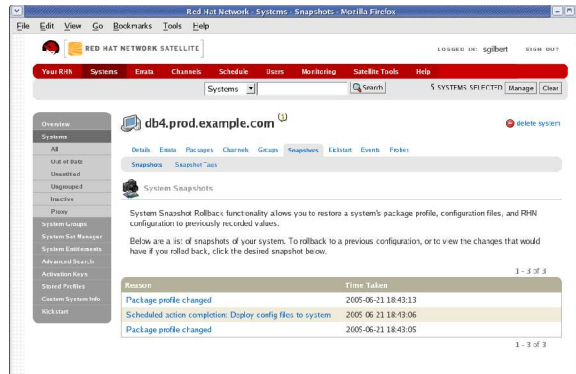 Red Hat Network - Systems - Snapshots - Mozilla Firefox
File Edit View Go Bookmarks Tools Help
RED HAT NETWORK SATELLITE
LOGGED IN: sgilbert SIGN OUT
Your RHN Systems Errata Channels Schedule Users Monitoring Satellite Tools Help
Systems Search 5 SYSTEMS SELECTED Manage Clear
Overview
Systems
All
Out of Date
Unentitled
Ungrouped
Inactive
Proxy
System Groups
System Set Manager
System Entitlements
Advanced Search
Activation Keys
Stored Profiles
Custom System Info
Kickstart
db4.prod.example.com
delete system
Details Errata Packages Channels Groups Snapshots Kickstart Events Probes
Snapshots Snapshot Tags
System Snapshots
System Snapshot Rollback functionality allows you to restore a system's package profile, configuration files, and RHN
configuration to previously recorded values.
Below are a list of snapshots of your system. To rollback to a previous configuration, or to view the changes that would
have if you rolled back, click the desired snapshot below.
1 - 3 of 3
Reason Time Taken
Package profile changed 2005-06-21 18:43:13
Scheduled action completion: Deploy config files to system 2005-06-21 18:43:06
Package profile changed 2005-06-21 18:43:05
1 - 3 of 3